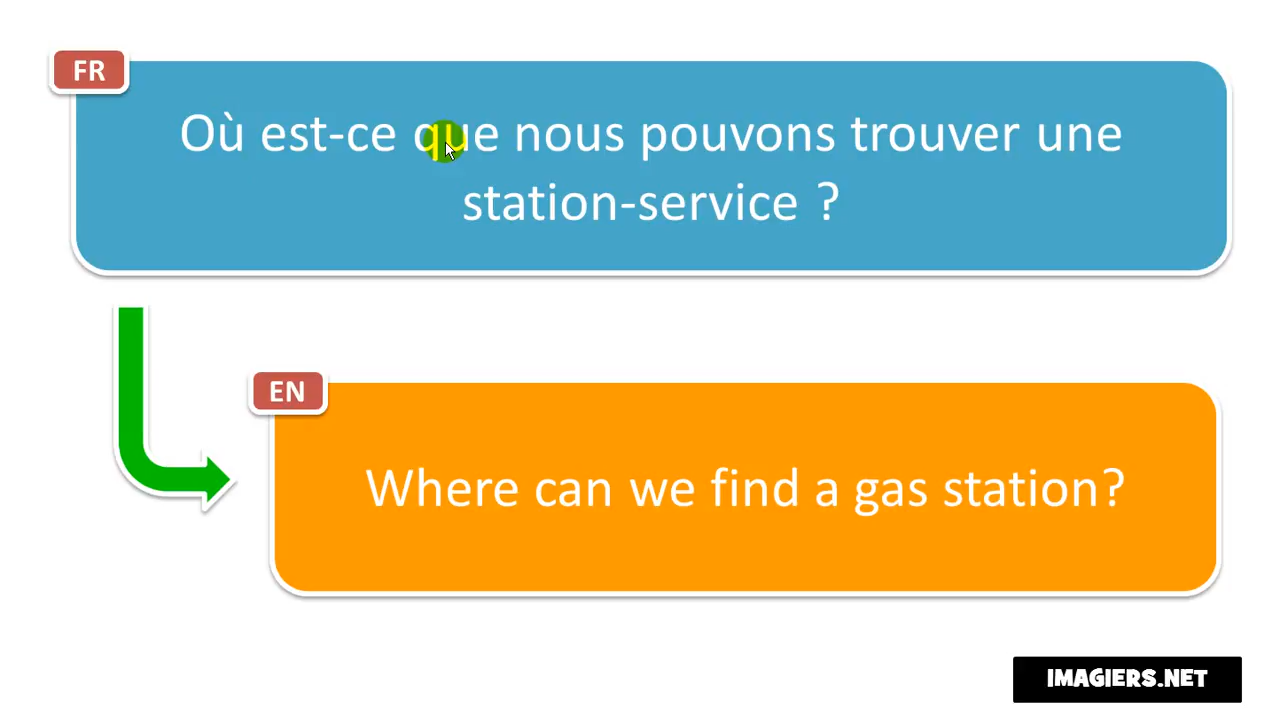 FR
Où est-ce que nous pouvons trouver une
station-service ?
EN
Where can we find a gas station?
IMAGIERS.NET